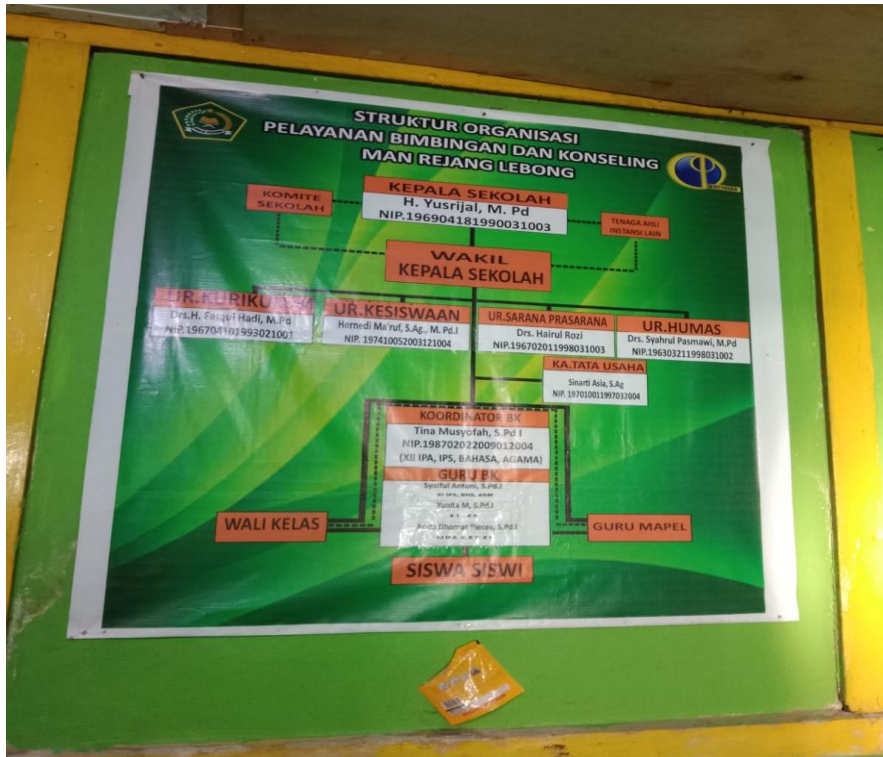 STRUKTUR ORGANISASI
PELAYANAN BIMBINGAN DAN KONSELING
MAN REJANG LEBONG
KEPALA SEKOLAH
H. Yusrijal, M. Pd
NIP.196904181990031003
KOMITE
SEKOLAH
TENAGA AHLI
INSTANSI LAIN
WAKIL
KEPALA SEKOLAH
Drs.H. Hadi, M.Pd
NIP.196704101993021001
UR.KESISWAAN
Hernedi Ma'ruf, S.Ag., M. Pd.I
NIP. 197410052003121004
UR.SARANA PRASARANA
Drs. Hairul Rozi
NIP.196702011998031003
UR.HUMAS
Drs. Syahrul Pasmawi, M.Pd
NIP.196303211998031002
KA.TATA USAHA
Sinarti Asia, S.Ag
NIP. 197010011997032004
KOORDINATOR BK
Tina Musyofah, S.Pd I
NIP.198702022009012004
(XII IPA, IPS, BAHASA, AGAMA)
GURU BK
Syaiful Antoni, S.Pd.I
Yunita M, S.Pd.I
Pieces, S.Pd.I
WALI KELAS
GURU MAPEL
SISWA SISWI